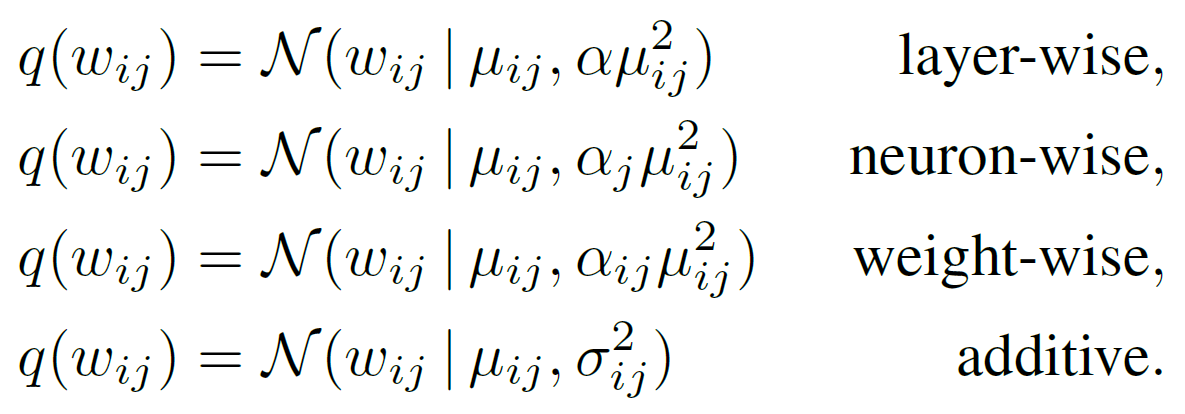 q(w_{ij}) = 𝒩(w_{ij} | μ_{ij}, αμ_{ij}^2) layer-wise,
q(w_{ij}) = 𝒩(w_{ij} | μ_{ij}, α_jμ_{ij}^2) neuron-wise,
q(w_{ij}) = 𝒩(w_{ij} | μ_{ij}, α_{ij}μ_{ij}^2) weight-wise,
q(w_{ij}) = 𝒩(w_{ij} | μ_{ij}, σ_{ij}^2) additive.